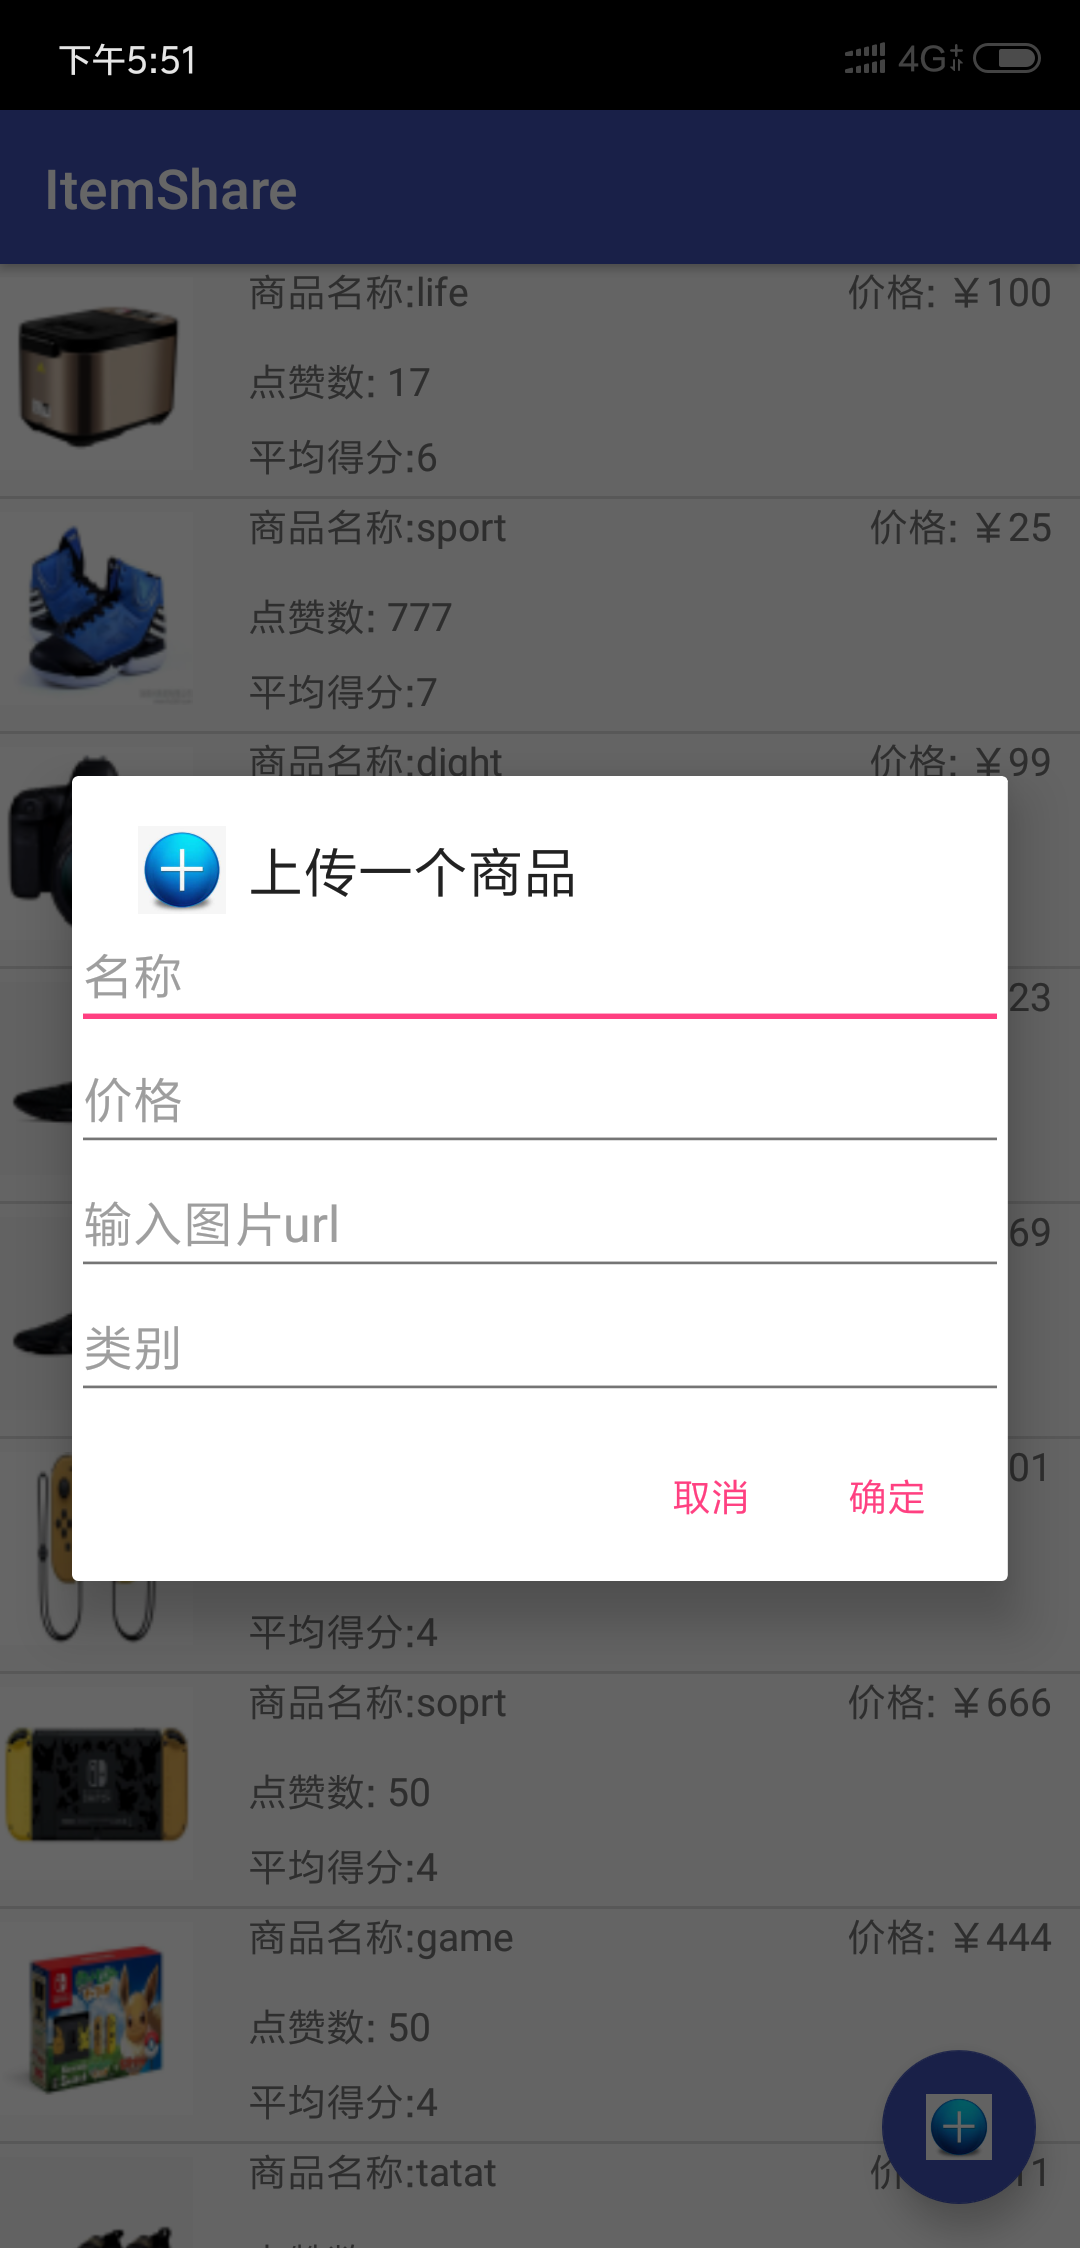 下午5:51
4G
ItemShare
商品名称:life
价格: ￥100
点赞数: 17
平均得分:6
商品名称:sport
价格: ￥25
点赞数: 777
平均得分:7
商品名称:dight
价格: ￥99
上传一个商品
名称
23
价格
输入图片url
69
类别
01
取消
确定
平均得分:4
商品名称:soprt
价格: ￥666
点赞数: 50
平均得分:4
商品名称:game
价格: ￥444
点赞数: 50
平均得分:4
商品名称:tatat